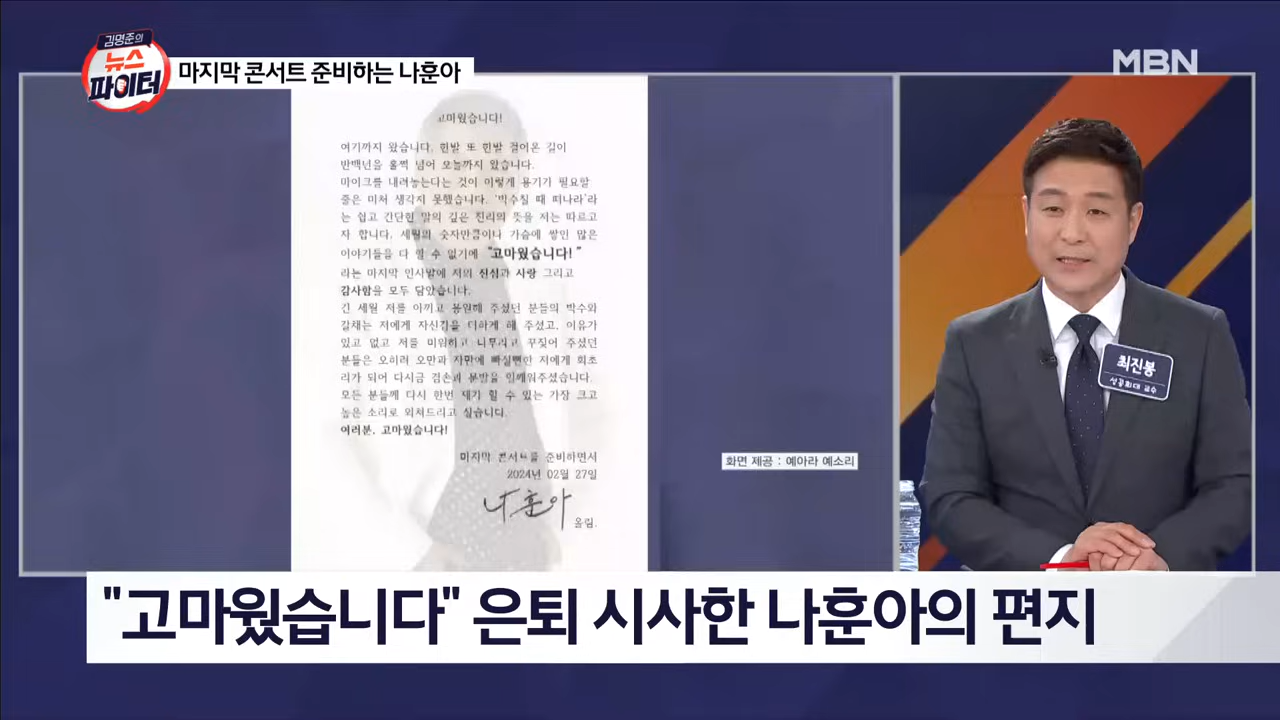 김명준의
뉴스
파이터
마지막 콘서트 준비하는 나훈아
MBN
고마웠습니다!
여기까지 왔습니다. 한발 또 한발 걸어온 길이
반백년을 훌쩍 넘어 오늘까지 왔습니다.
마이크를 내려놓는다는 것이 이렇게 용기가 필요할
줄은 미처 생각지 못했습니다. '박수칠 때 떠나라'라
는 쉽고 간단한 말의 깊은 진리의 뜻을 저는 따르고
자 합니다. 세월의 숫자만큼이나 가슴에 쌓인 많은
이야기들을 다 할 수 없기에 "고마웠습니다!"
라는 마지막 인사말에 저의 진심과 사랑 그리고
감사함을 모두 담았습니다.
긴 세월 저를 아끼고 응원해 주셨던 분들의 박수와
갈채는 저에게 자신감을 더하게 해 주셨고, 이유가
있고 없고 저를 미워하고 나무라고 꾸짖어 주셨던
분들은 오히려 오만과 자만에 빠질뻔한 저에게 회초
리가 되어 다시금 겸손과 분발을 일깨워주셨습니다.
모든 분들께 다시 한번 제가 할 수 있는 가장 크고
높은 소리로 외쳐드리고 싶습니다.
여러분, 고마웠습니다!
마지막 콘서트를 준비하면서
2024년 02월 27일
나훈아 올림.
화면 제공 : 예아라 예소리
최진봉
성공회대 교수
"고마웠습니다" 은퇴 시사한 나훈아의 편지